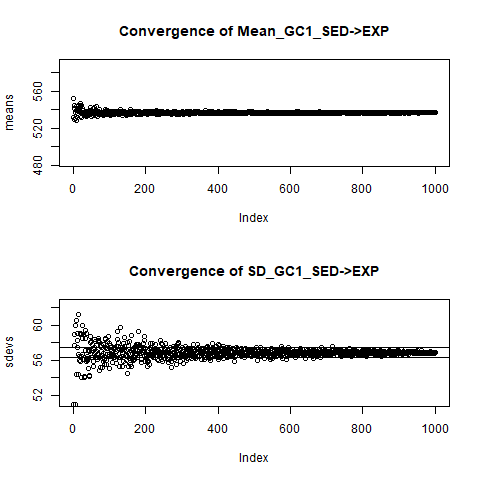 Convergence of Mean_GC1_SED->EXP
means
480 520 560
0 200 400 600 800 1000
Index
Convergence of SD_GC1_SED->EXP
sdevs
52 56 60
0 200 400 600 800 1000
Index